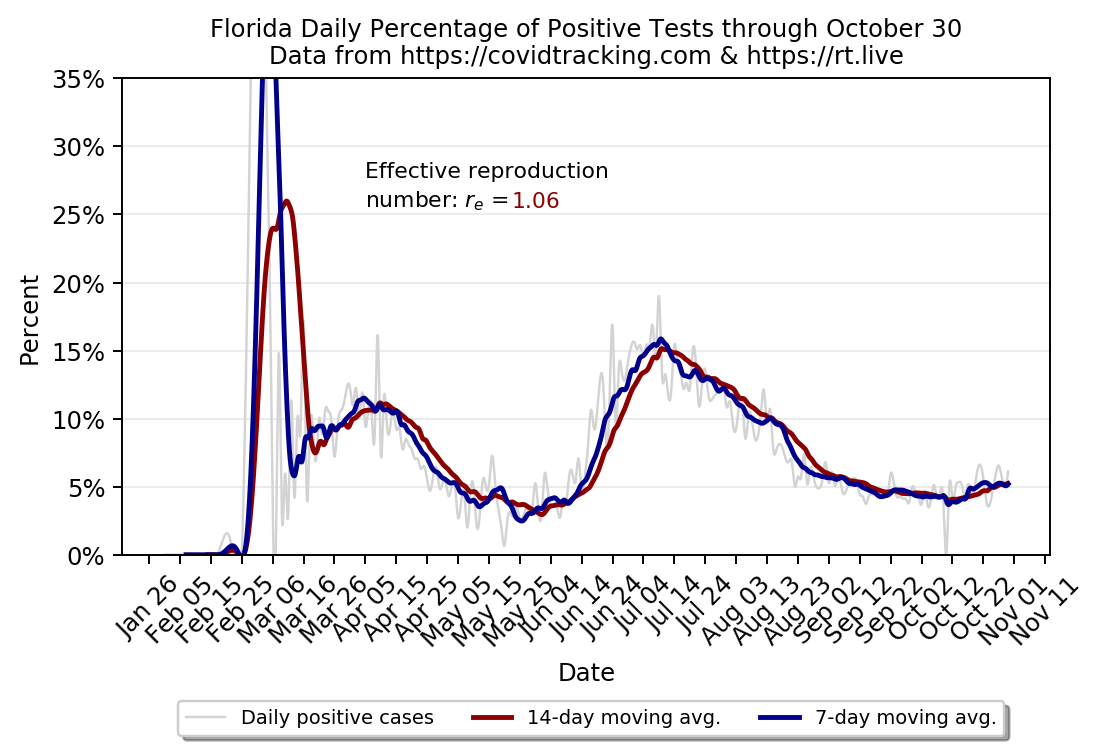 Florida Daily Percentage of Positive Tests through October 30
Data from https://covidtracking.com & https://rt.live
35%
30%
25%
20%
15%
10%
5%
0%
Percent
Effective reproduction
number: rₑ = 1.06
Jan 26
Feb 05
Feb 15
Feb 25
Mar 06
Mar 16
Mar 26
Apr 05
Apr 15
Apr 25
May 05
May 15
May 25
Jun 04
Jun 14
Jun 24
Jul 04
Jul 14
Jul 24
Aug 03
Aug 13
Aug 23
Sep 02
Sep 12
Sep 22
Oct 02
Oct 12
Oct 22
Nov 01
Nov 11
Date
Daily positive cases
14-day moving avg.
7-day moving avg.